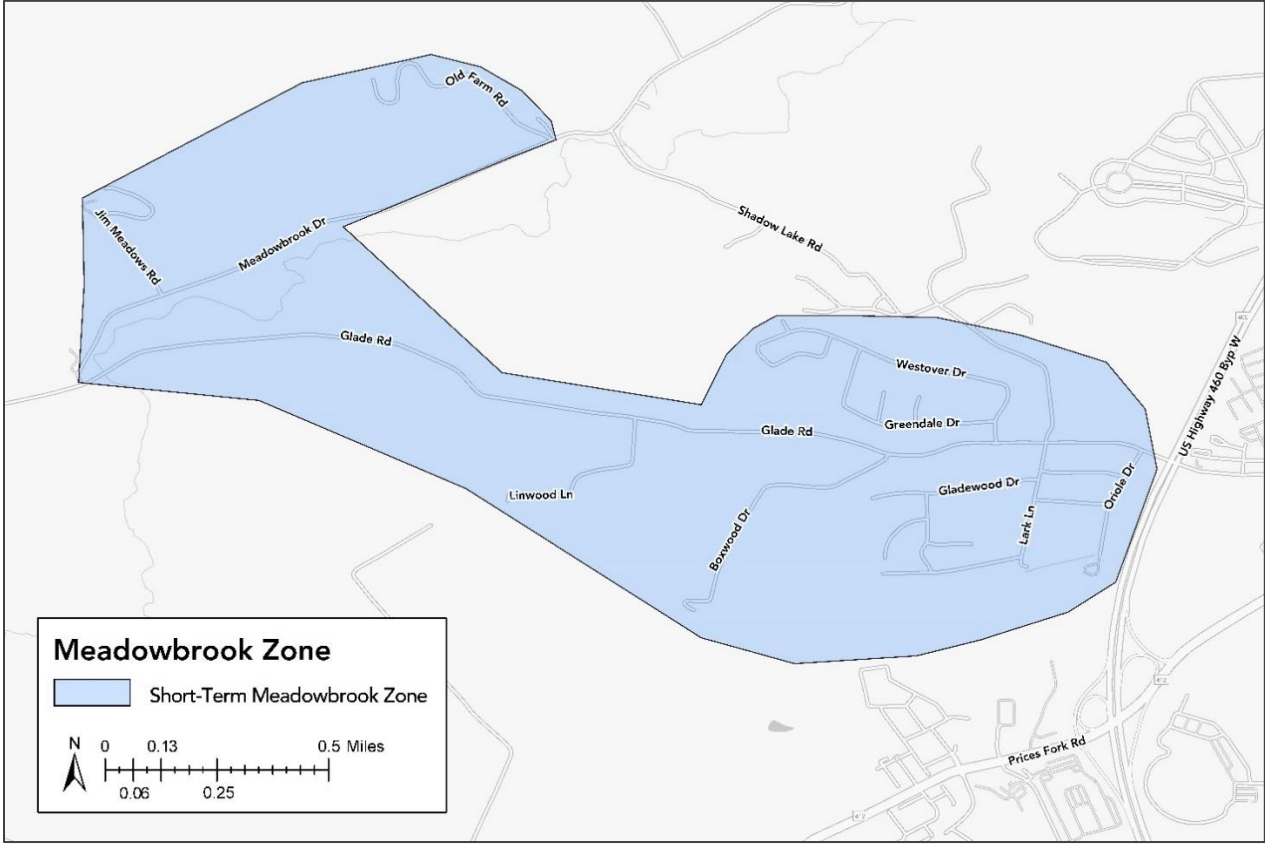 Old Farm Rd
Jim Meadows Rd
Meadowbrook Dr
Shadow Lake Rd
Glade Rd
Westover Dr
US Highway 460 Byp W
Glade Rd
Greendale Dr
Linwood Ln
Boxwood Dr
Gladewood Dr
Lark Ln
Oriole Dr
Prices Fork Rd
412
412
Meadowbrook Zone
Short-Term Meadowbrook Zone
N
0 0.13 0.5 Miles
0.06 0.25